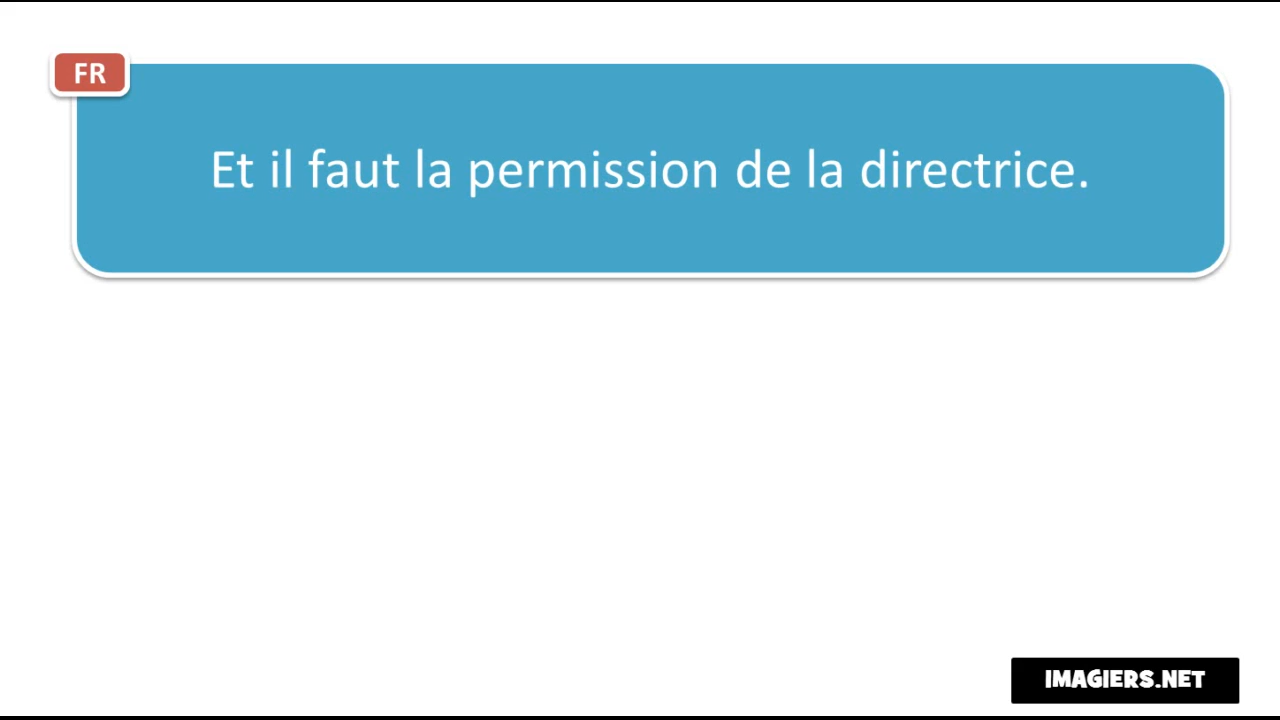 FR
Et il faut la permission de la directrice.
IMAGIERS.NET